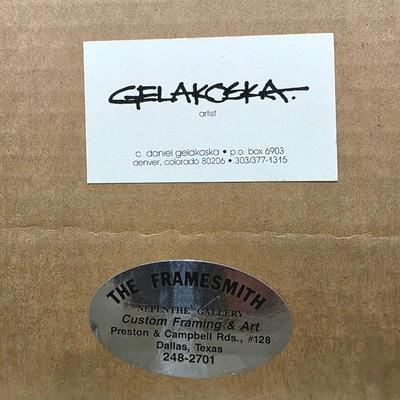 GELAKOSKA.
artist
c. daniel gelakoska • p.o. box 6903
denver, colorado 80206 • 303/377-1315
THE FRAMESMITH
NEPENTHE GALLERY
Custom Framing & Art
Preston & Campbell Rds., #128
Dallas, Texas
248-2701